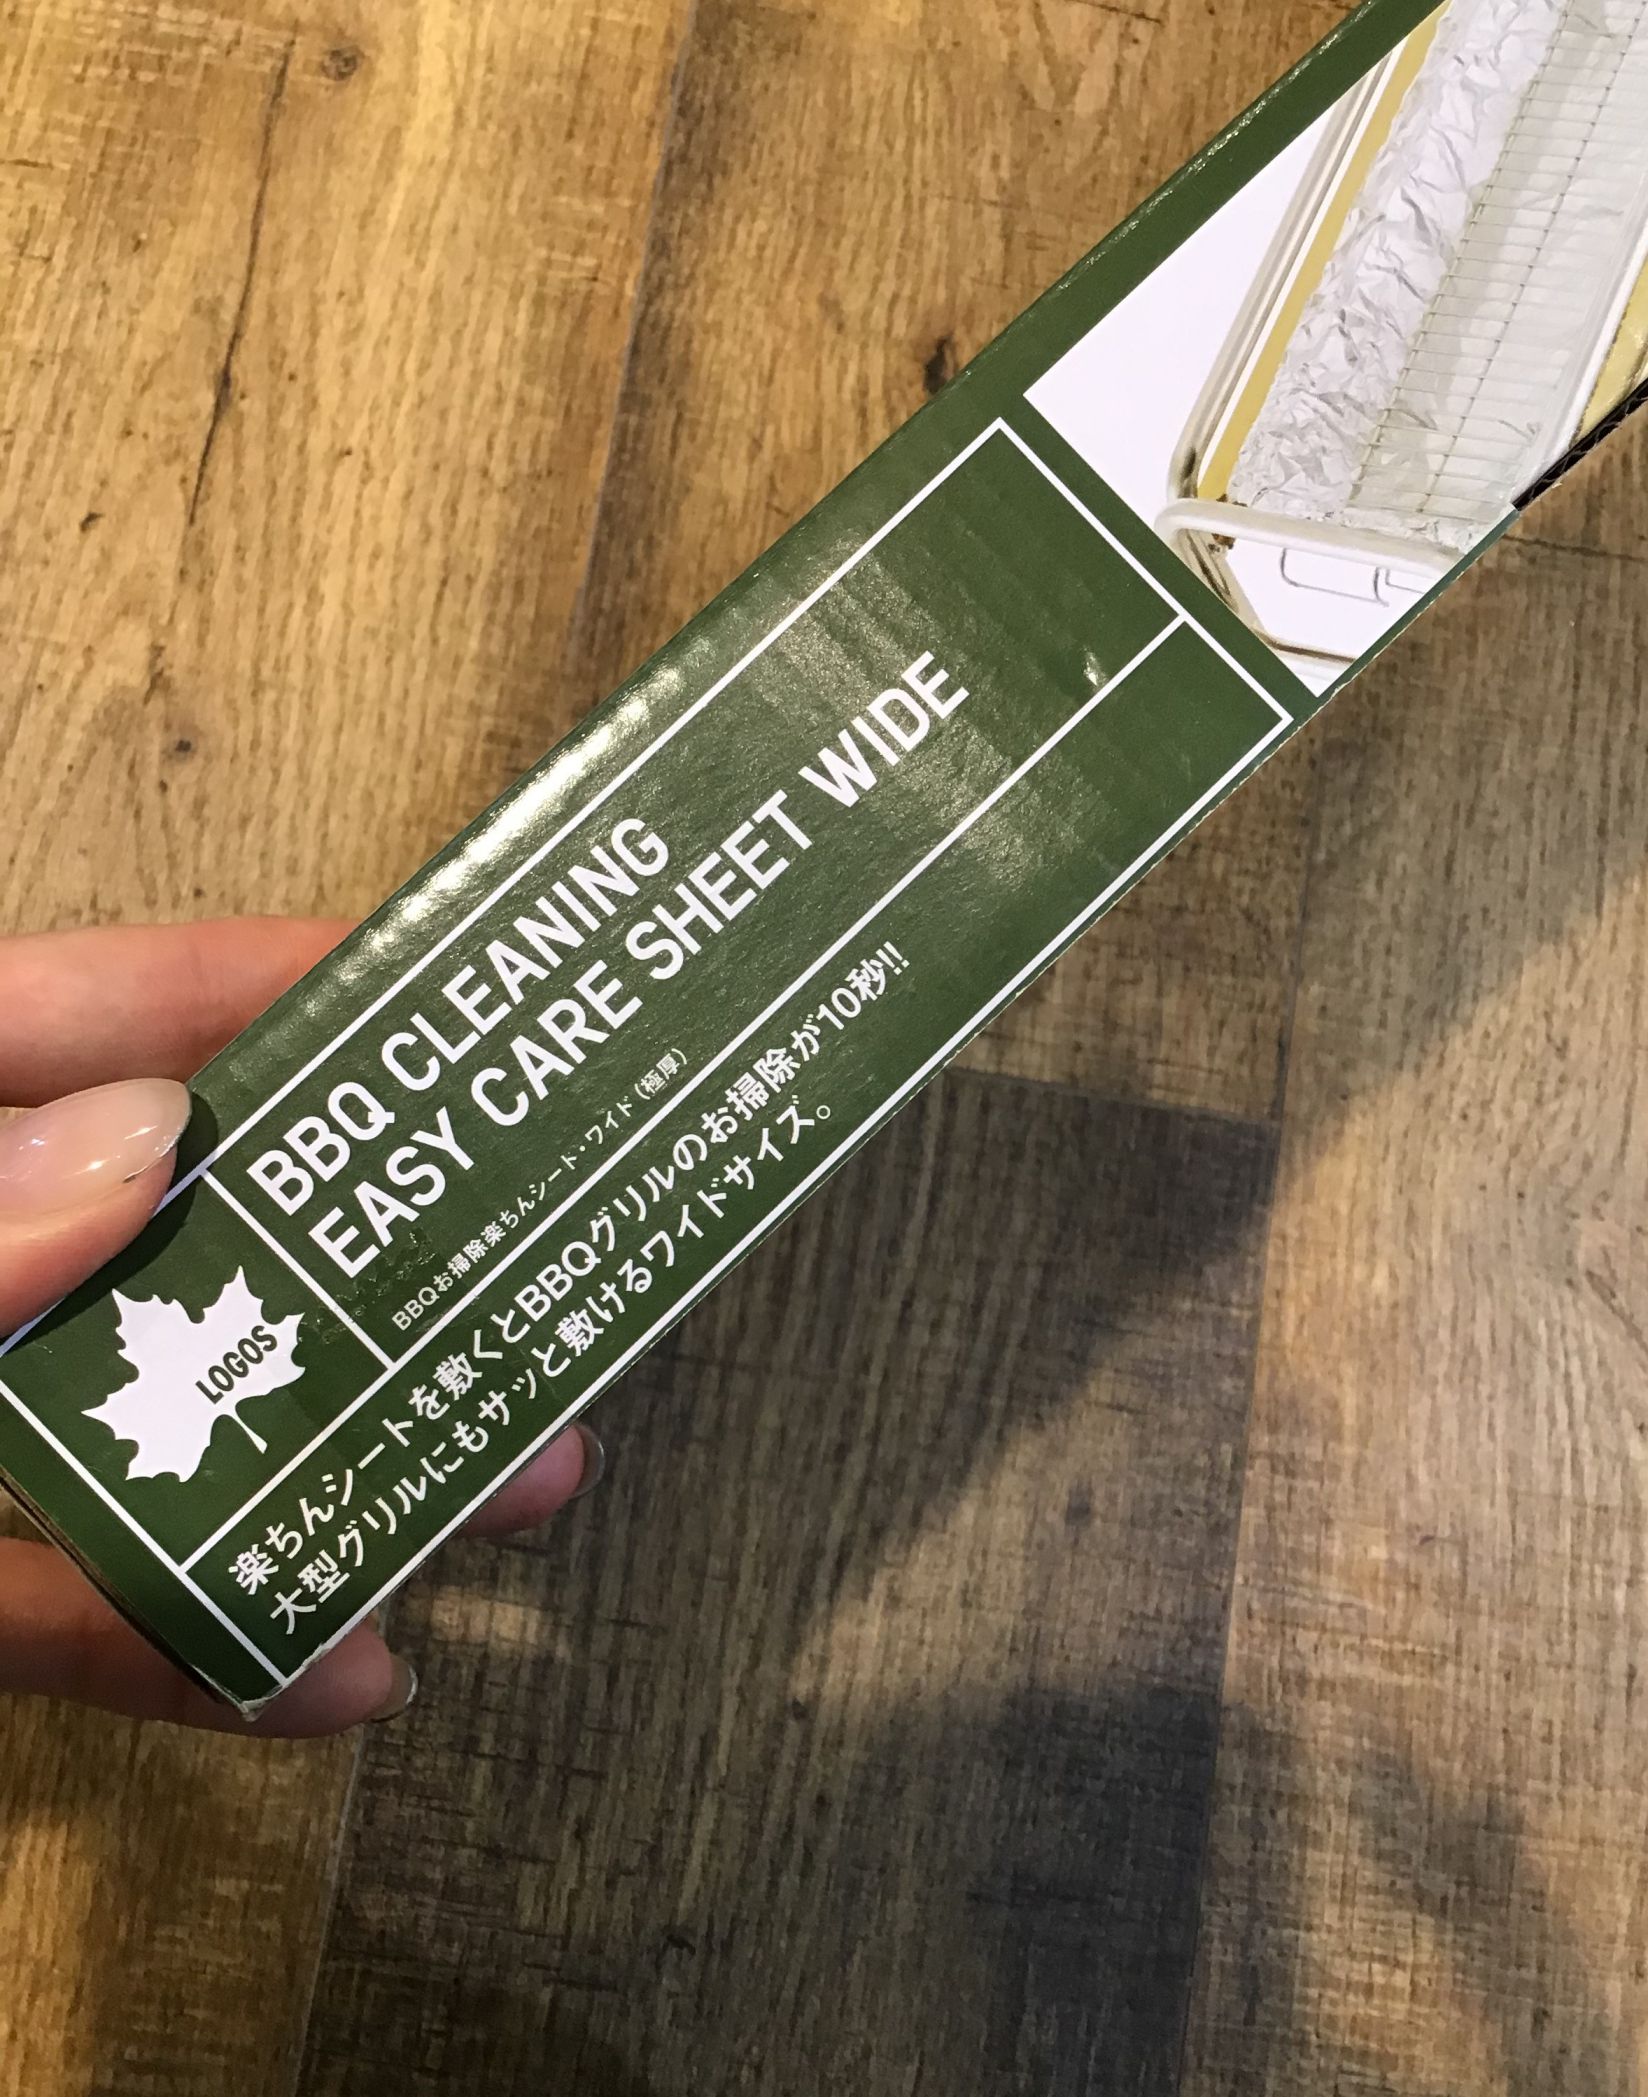 LOGOS
BBQ CLEANING
EASY CARE SHEET WIDE
BBQお掃除楽ちんシート・ワイド（極厚）
楽ちんシートを敷くとBBQグリルのお掃除が10秒!!
大型グリルにもサッと敷けるワイドサイズ。